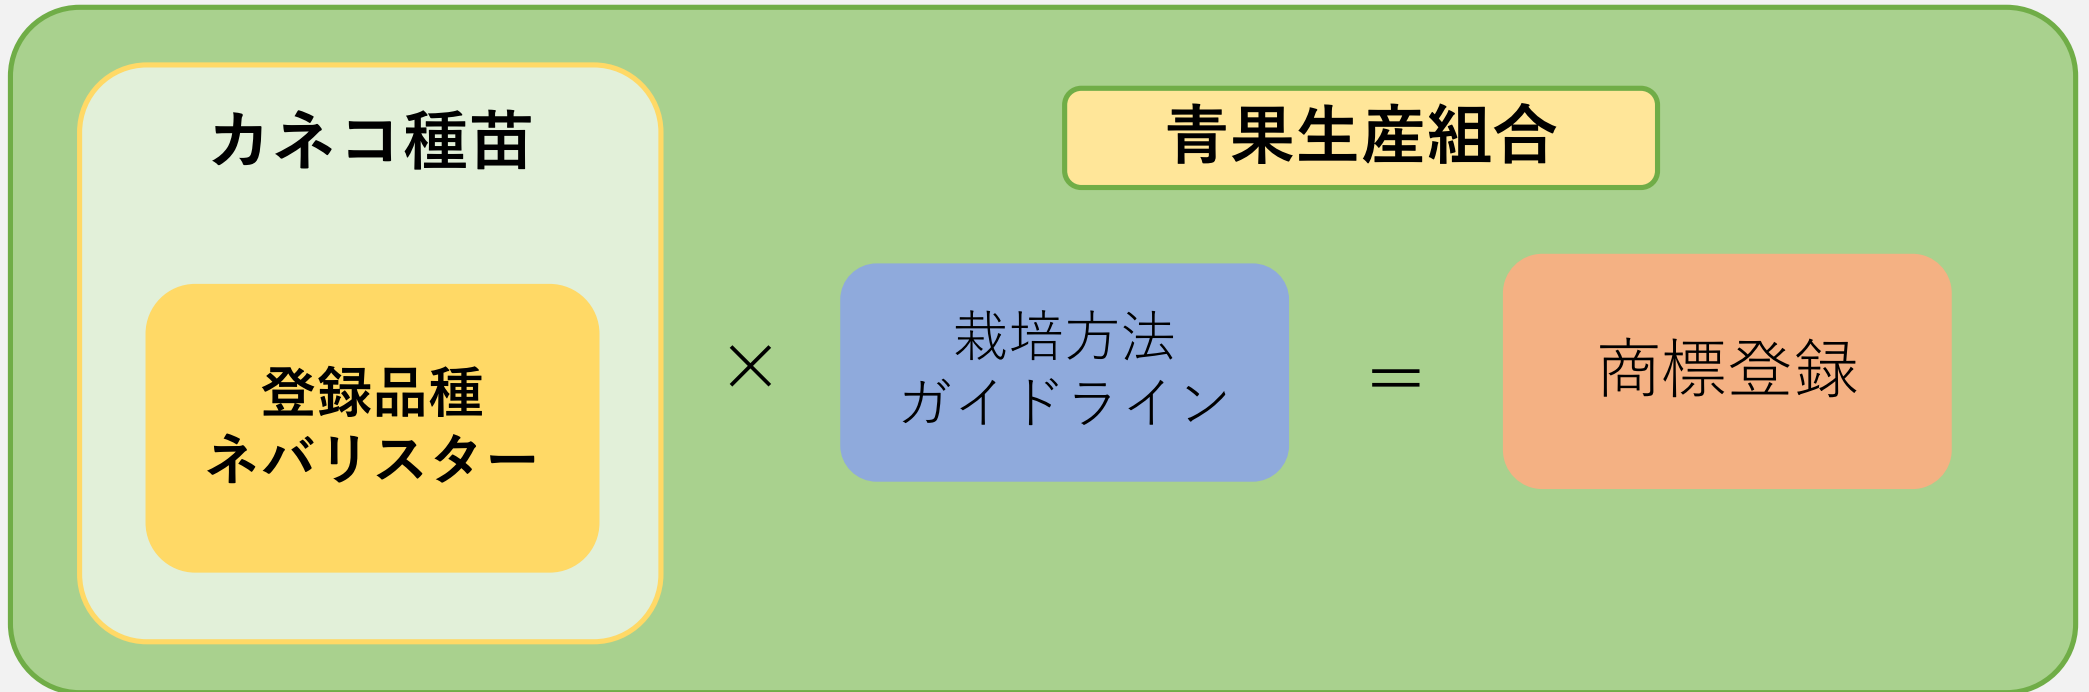 カネコ種苗
登録品種
ネバリスター
×
青果生産組合
栽培方法
ガイドライン
＝
商標登録